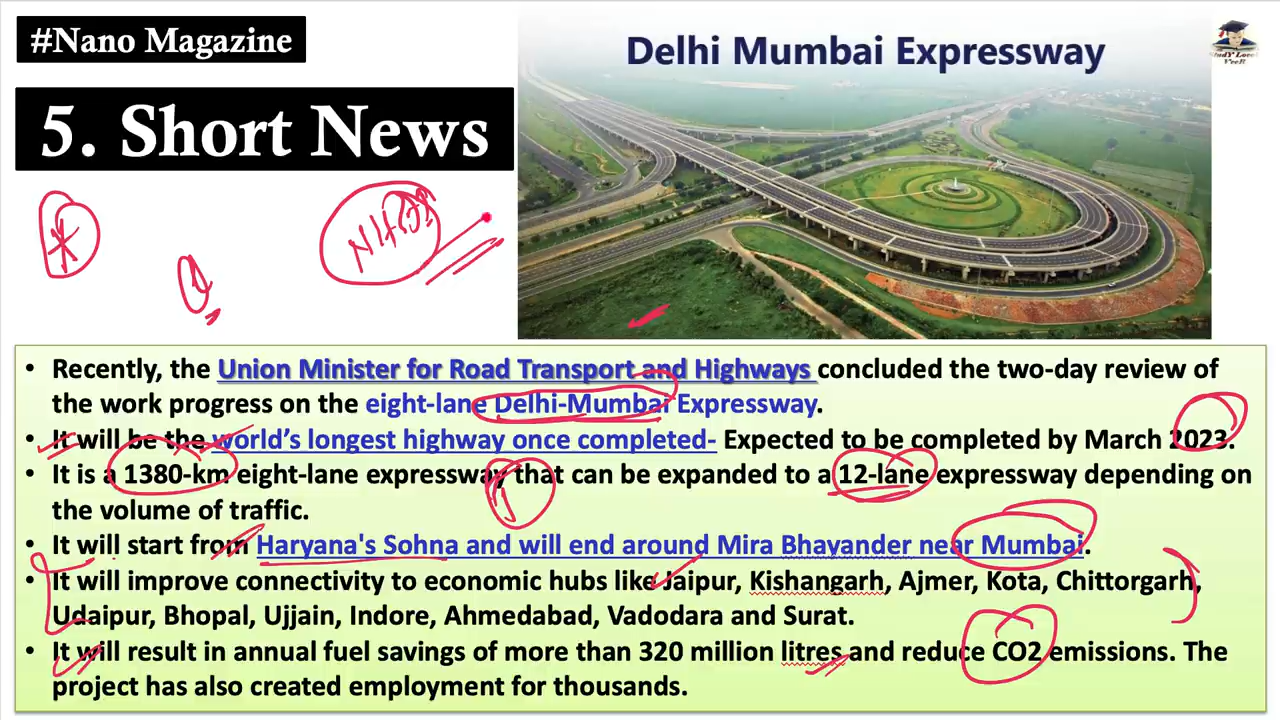 #Nano Magazine
Delhi Mumbai Expressway
StudY Lover
VeeR
5. Short News
• Recently, the Union Minister for Road Transport and Highways concluded the two-day review of
the work progress on the eight-lane Delhi-Mumbai Expressway.
• It will be the world's longest highway once completed- Expected to be completed by March 2023.
• It is a 1380-km eight-lane expressway that can be expanded to a 12-lane expressway depending on
the volume of traffic.
• It will start from Haryana's Sohna and will end around Mira Bhayander near Mumbai.
• It will improve connectivity to economic hubs like Jaipur, Kishangarh, Ajmer, Kota, Chittorgarh,
Udaipur, Bhopal, Ujjain, Indore, Ahmedabad, Vadodara and Surat.
• It will result in annual fuel savings of more than 320 million litres and reduce CO2 emissions. The
project has also created employment for thousands.